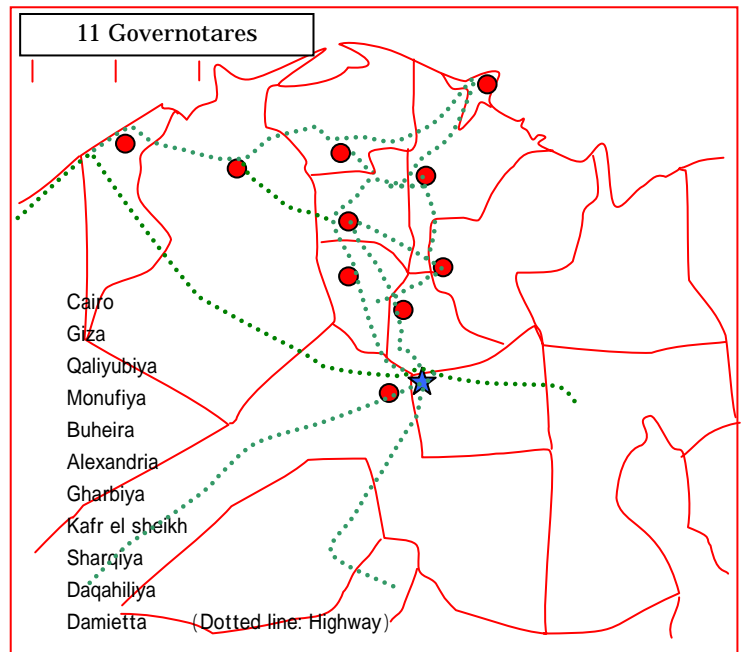 11 Governotares
Cairo
Giza
Qaliyubiya
Monufiya
Buheira
Alexandria
Gharbiya
Kafr el sheikh
Sharqiya
Daqahiliya
Damietta (Dotted line: Highway)